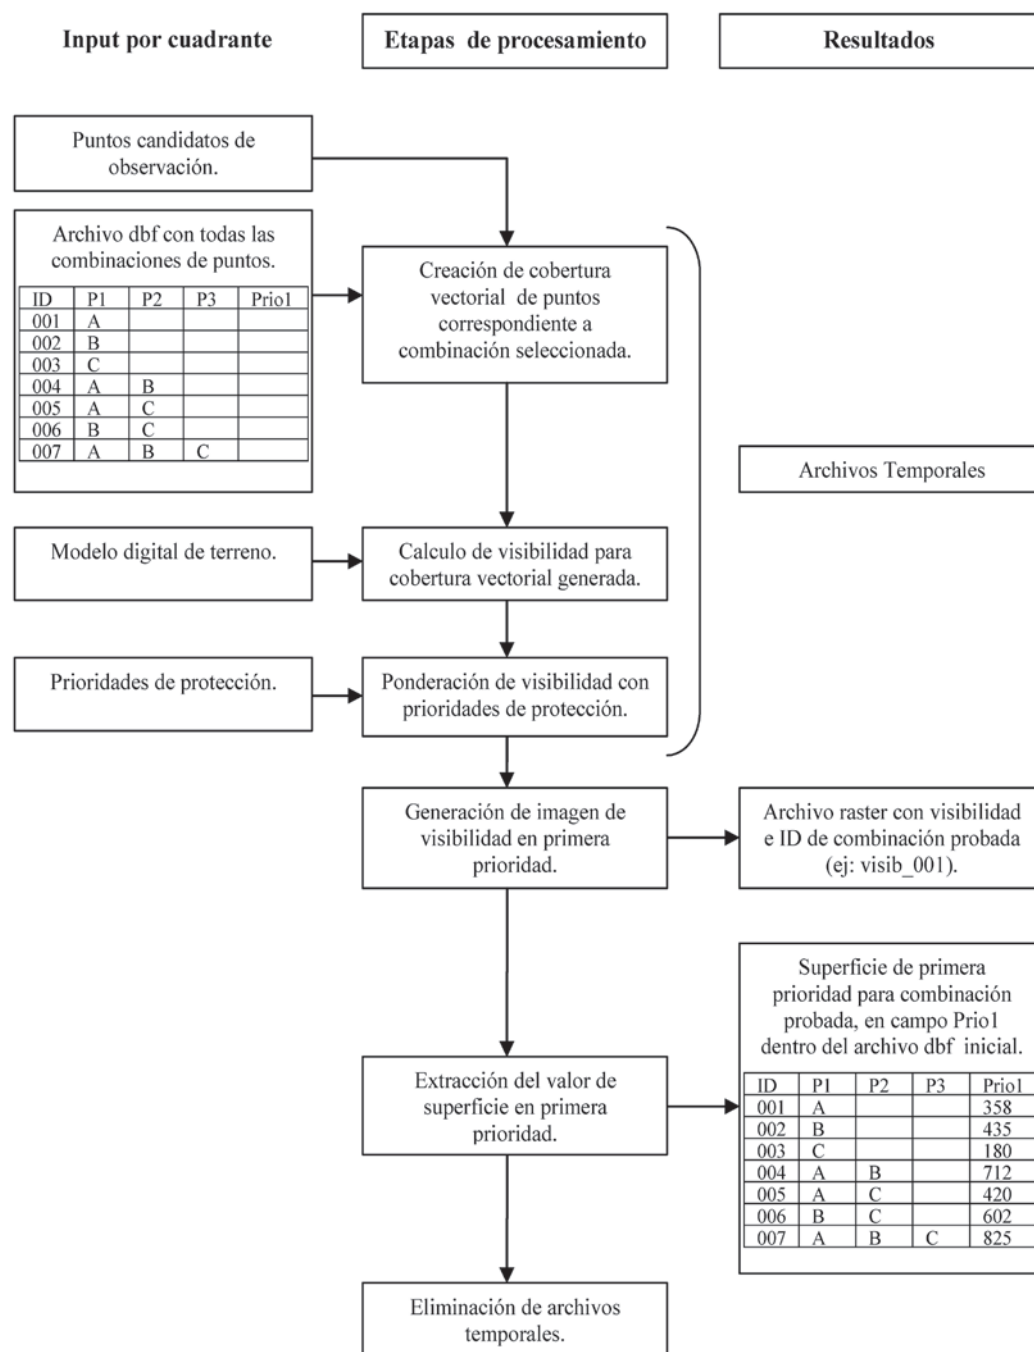 Input por cuadrante
Etapas de procesamiento
Resultados
Puntos candidatos de
observación.
Archivo dbf con todas las
combinaciones de puntos.
ID P1 P2 P3 Prio1
001 A
002 B
003 C
004 A B
005 A C
006 B C
007 A B C
Creación de cobertura
vectorial de puntos
correspondiente a
combinación seleccionada.
Archivos Temporales
Modelo digital de terreno.
Calculo de visibilidad para
cobertura vectorial generada.
Prioridades de protección.
Ponderación de visibilidad con
prioridades de protección.
Generación de imagen de
visibilidad en primera
prioridad.
Archivo raster con visibilidad
e ID de combinación probada
(ej: visib_001).
Superficie de primera
prioridad para combinación
probada, en campo Prio1
dentro del archivo dbf inicial.
ID P1 P2 P3 Prio1
001 A 358
002 B 435
003 C 180
004 A B 712
005 A C 420
006 B C 602
007 A B C 825
Extracción del valor de
superficie en primera
prioridad.
Eliminación de archivos
temporales.